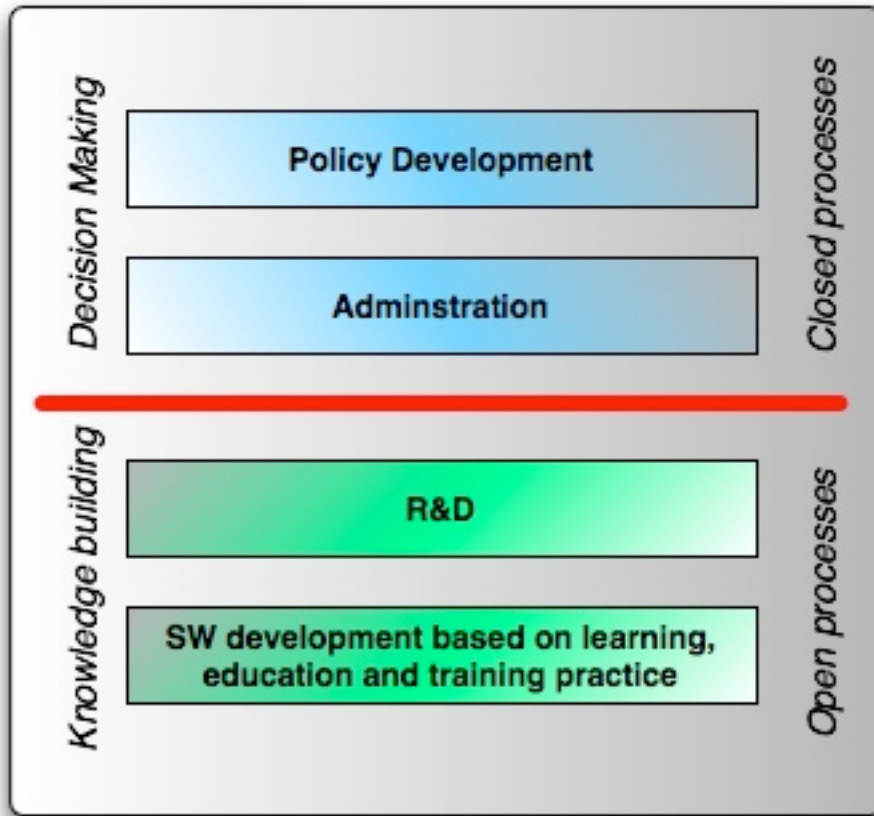 Decision Making
Policy Development
Adminstration
Closed processes
Knowledge building
R&D
SW development based on learning,
education and training practice
Open processes